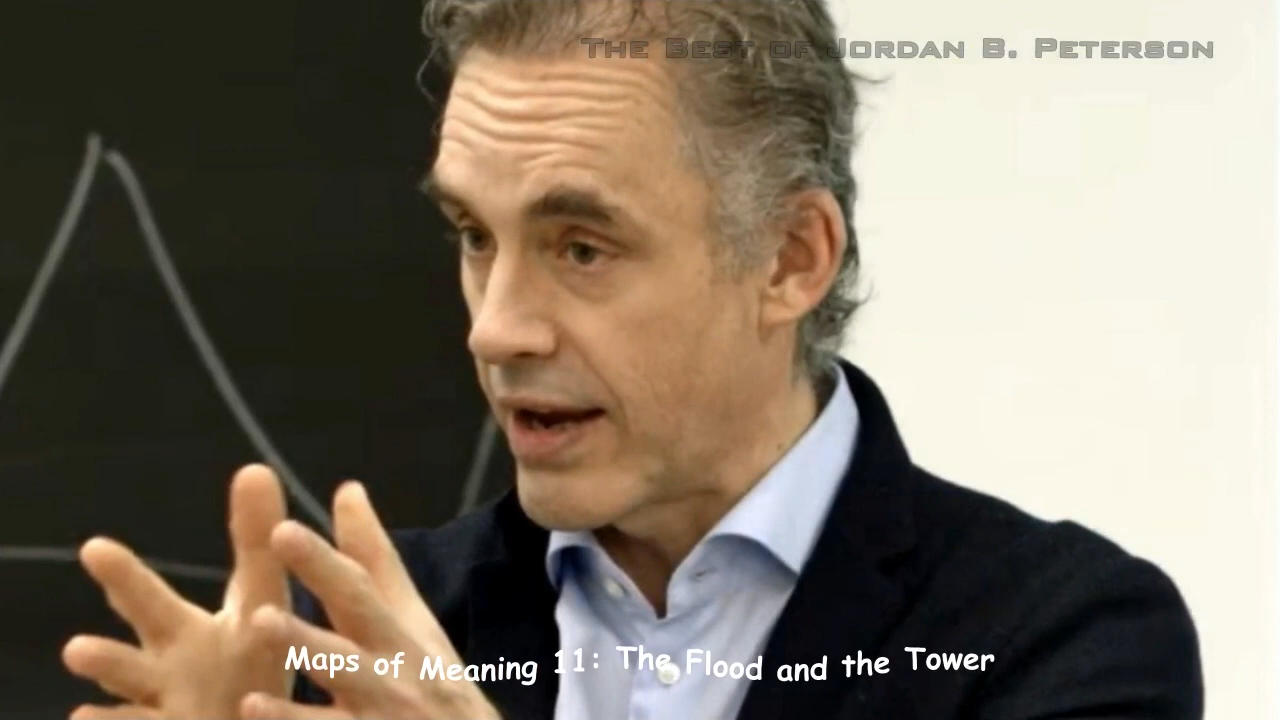 The Best of Jordan B. Peterson
Maps of Meaning 11: The Flood and the Tower